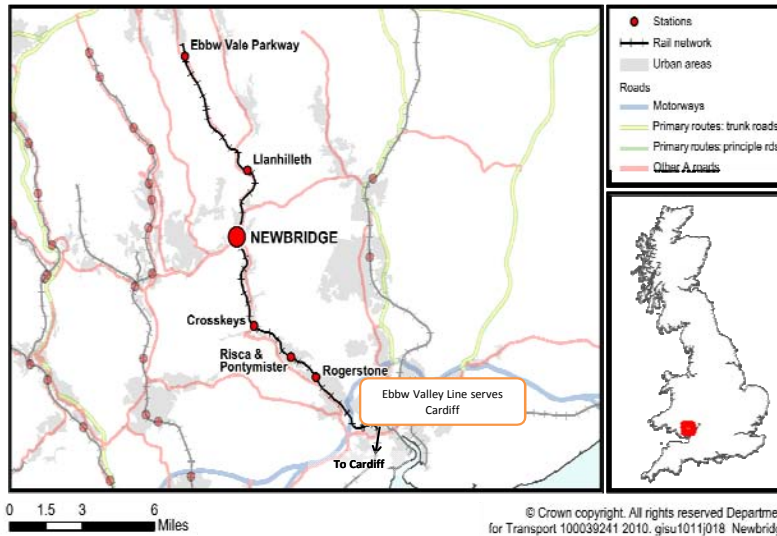 Ebbw Vale Parkway
Llanhilleth
NEWBRIDGE
Crosskeys
Risca &
Pontymister
Rogerstone
Ebbw Valley Line serves
Cardiff
To Cardiff
Stations
Rail network
Urban areas
Roads
Motorways
Primary routes: trunk roads
Primary routes: principle rds
Other A roads
0 1.5 3 6
Miles
© Crown copyright. All rights reserved Departme
for Transport 100039241 2010. gisu1011j018 Newbridg